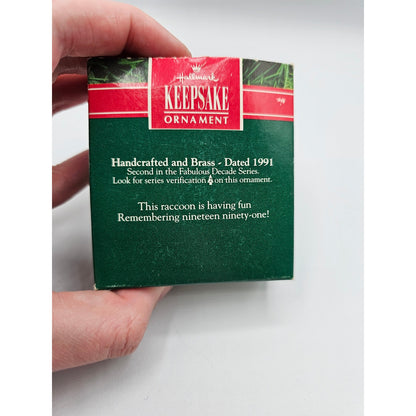 Hallmark
KEEPSAKE
ORNAMENT
Handcrafted and Brass - Dated 1991
Second in the Fabulous Decade Series.
Look for series verification on this ornament.
This raccoon is having fun
Remembering nineteen ninety-one!